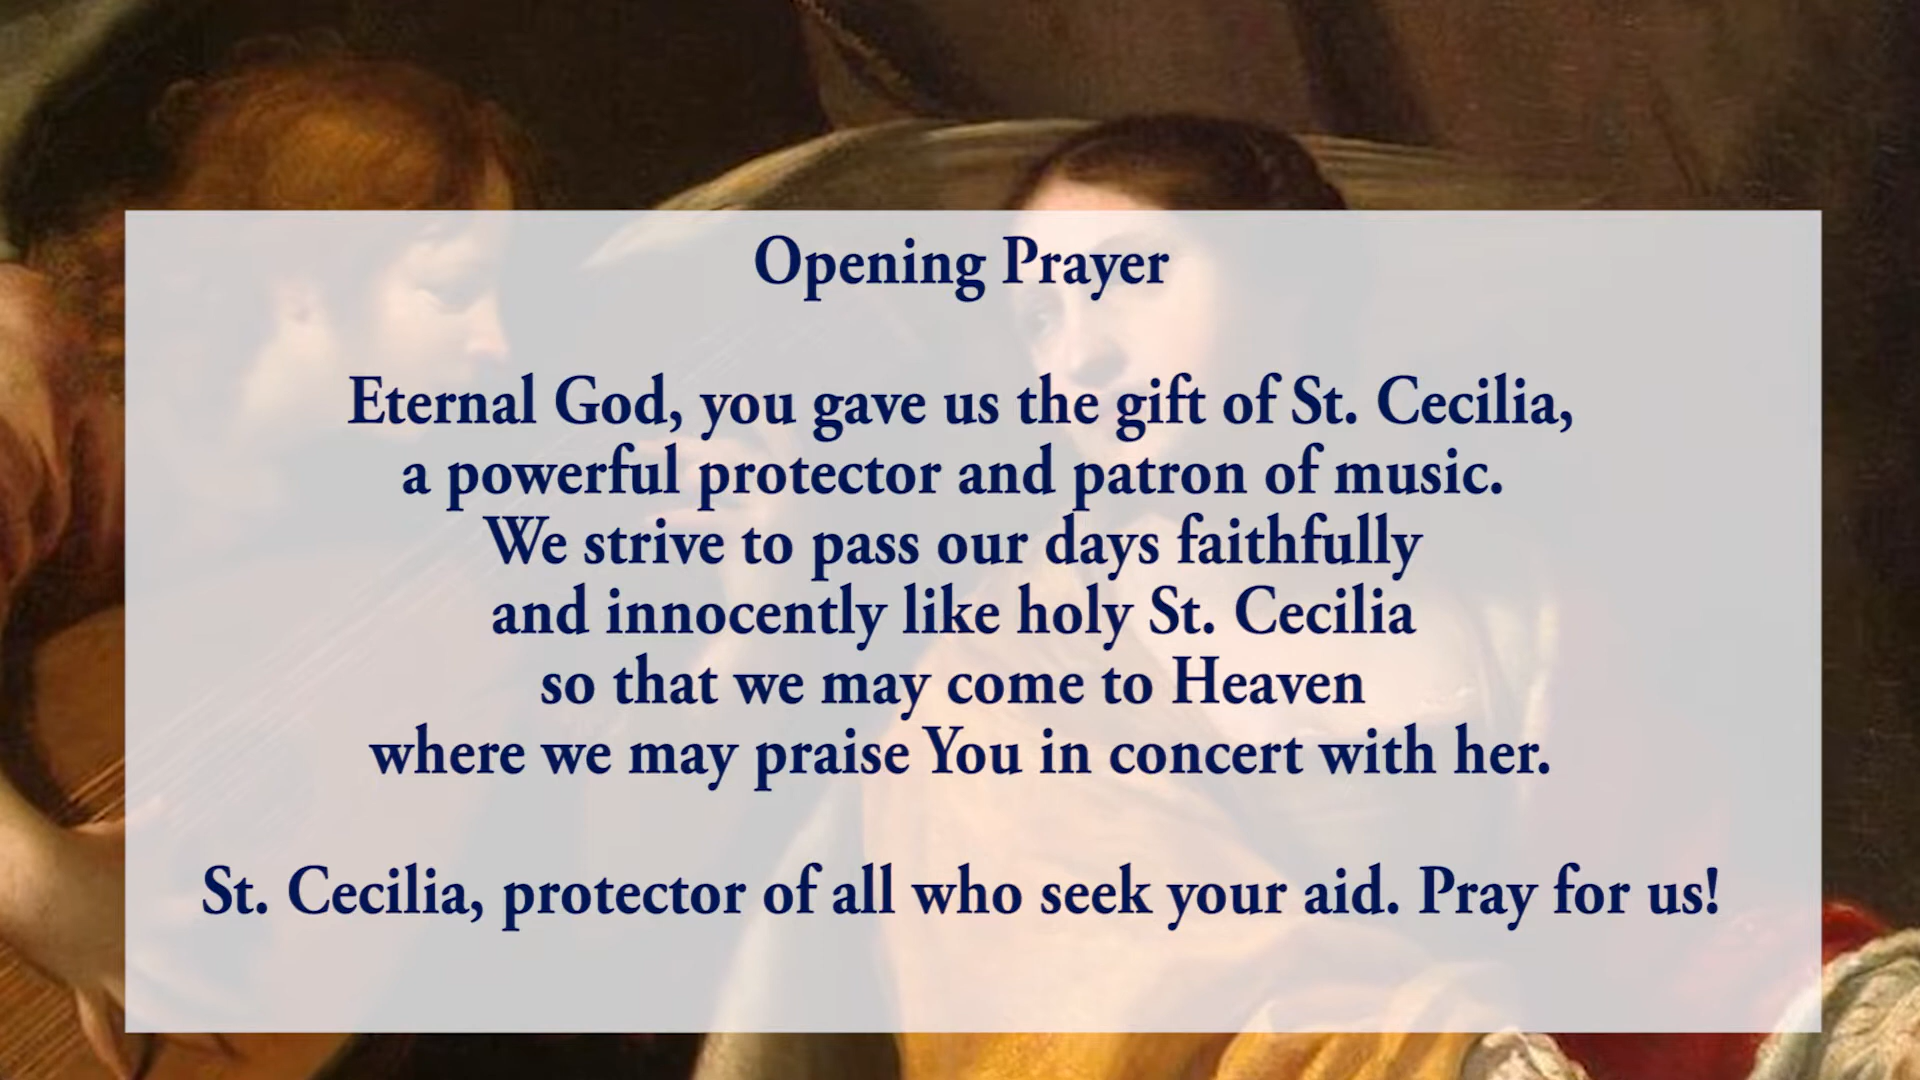 Opening Prayer
Eternal God, you gave us the gift of St. Cecilia,
a powerful protector and patron of music.
We strive to pass our days faithfully
and innocently like holy St. Cecilia
so that we may come to Heaven
where we may praise You in concert with her.
St. Cecilia, protector of all who seek your aid. Pray for us!